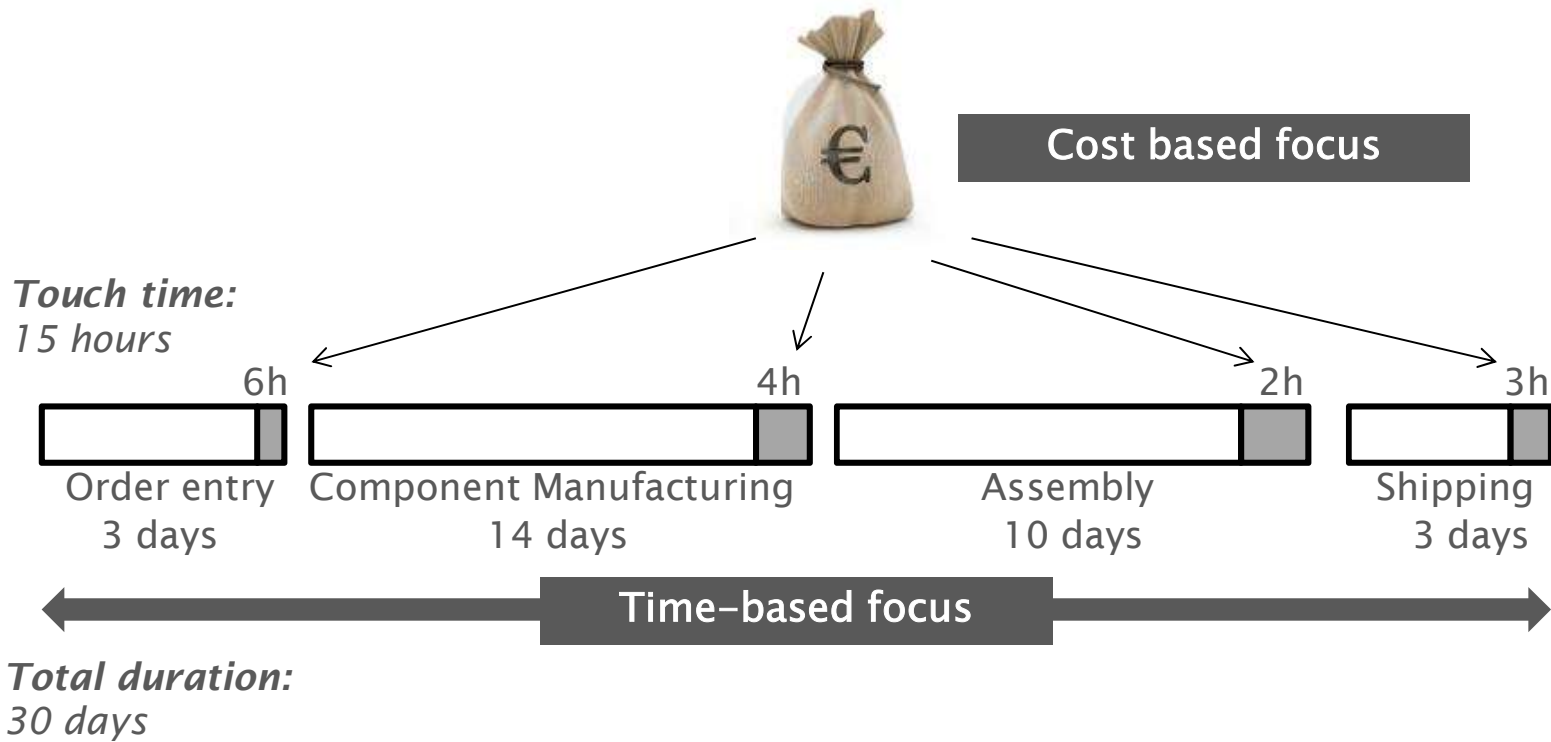 €
Cost based focus
Touch time:
15 hours
6h
4h
2h
3h
Order entry
3 days
Component Manufacturing
14 days
Assembly
10 days
Shipping
3 days
Time-based focus
Total duration:
30 days